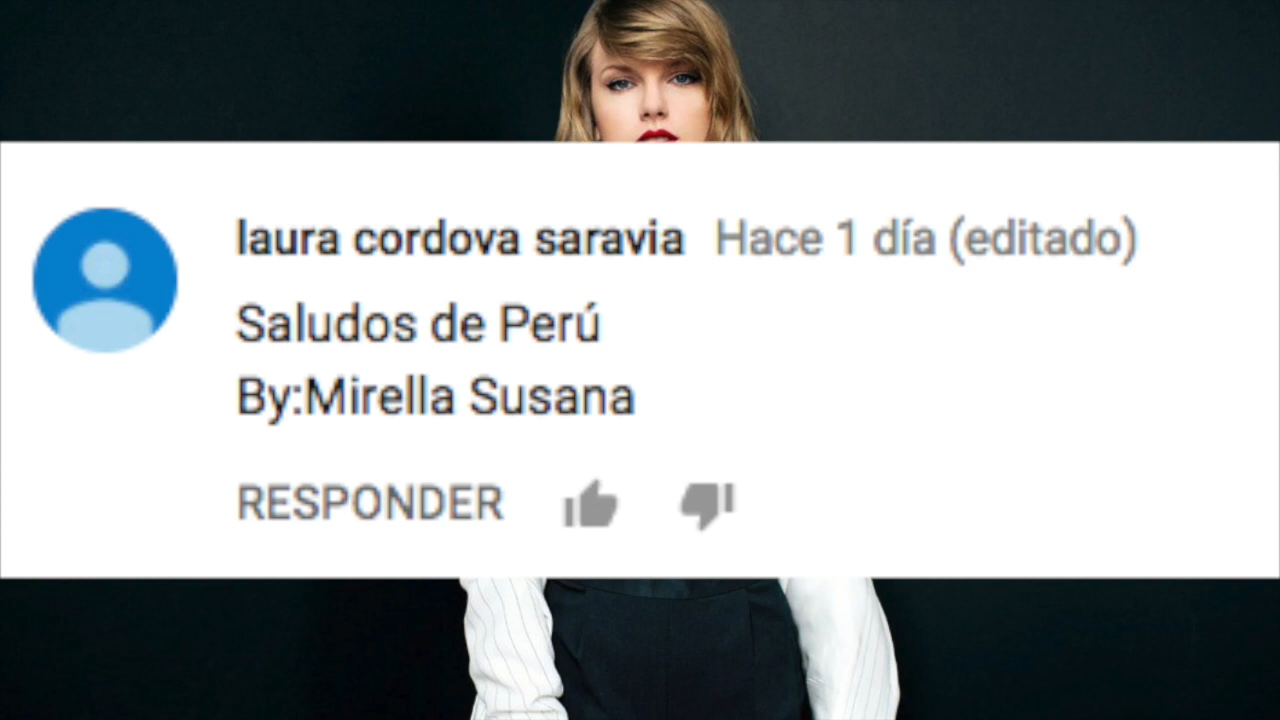 laura cordova saravia Hace 1 día (editado)
Saludos de Perú
By:Mirella Susana
RESPONDER